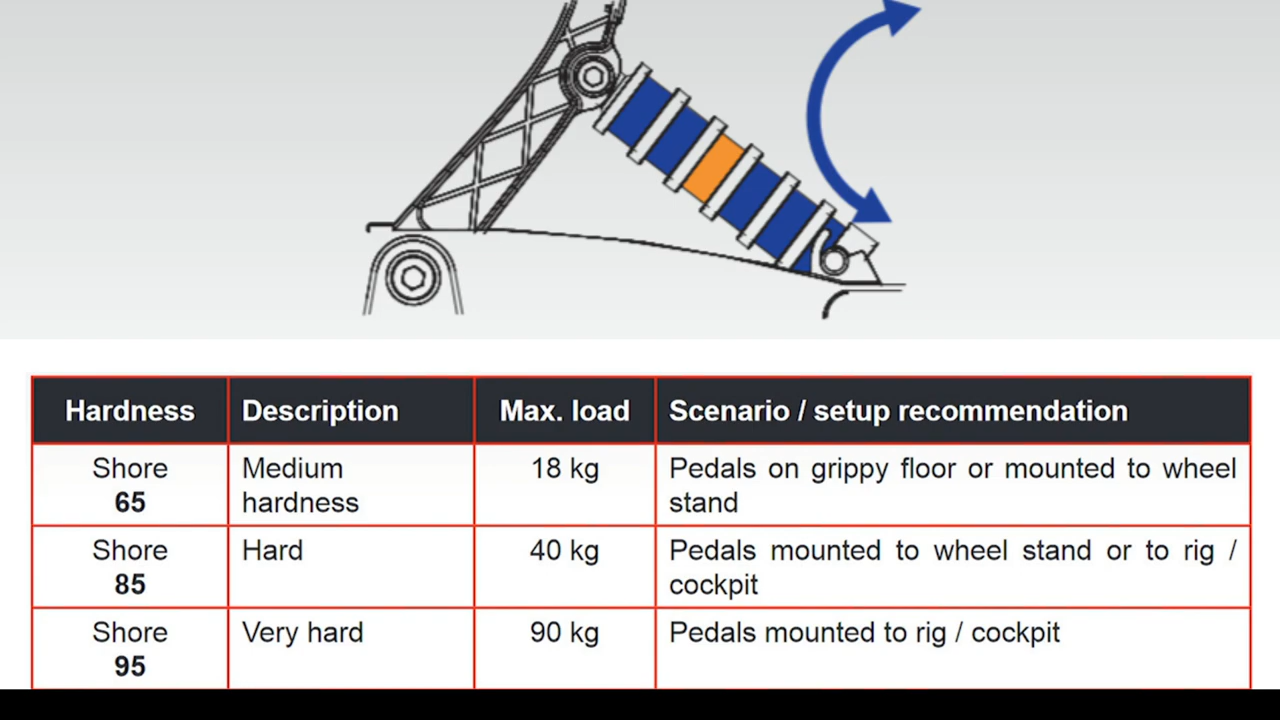 Hardness Description Max. load Scenario / setup recommendation
Shore Medium 18 kg Pedals on grippy floor or mounted to wheel
65 hardness stand
Shore Hard 40 kg Pedals mounted to wheel stand or to rig /
85 cockpit
Shore Very hard 90 kg Pedals mounted to rig / cockpit
95